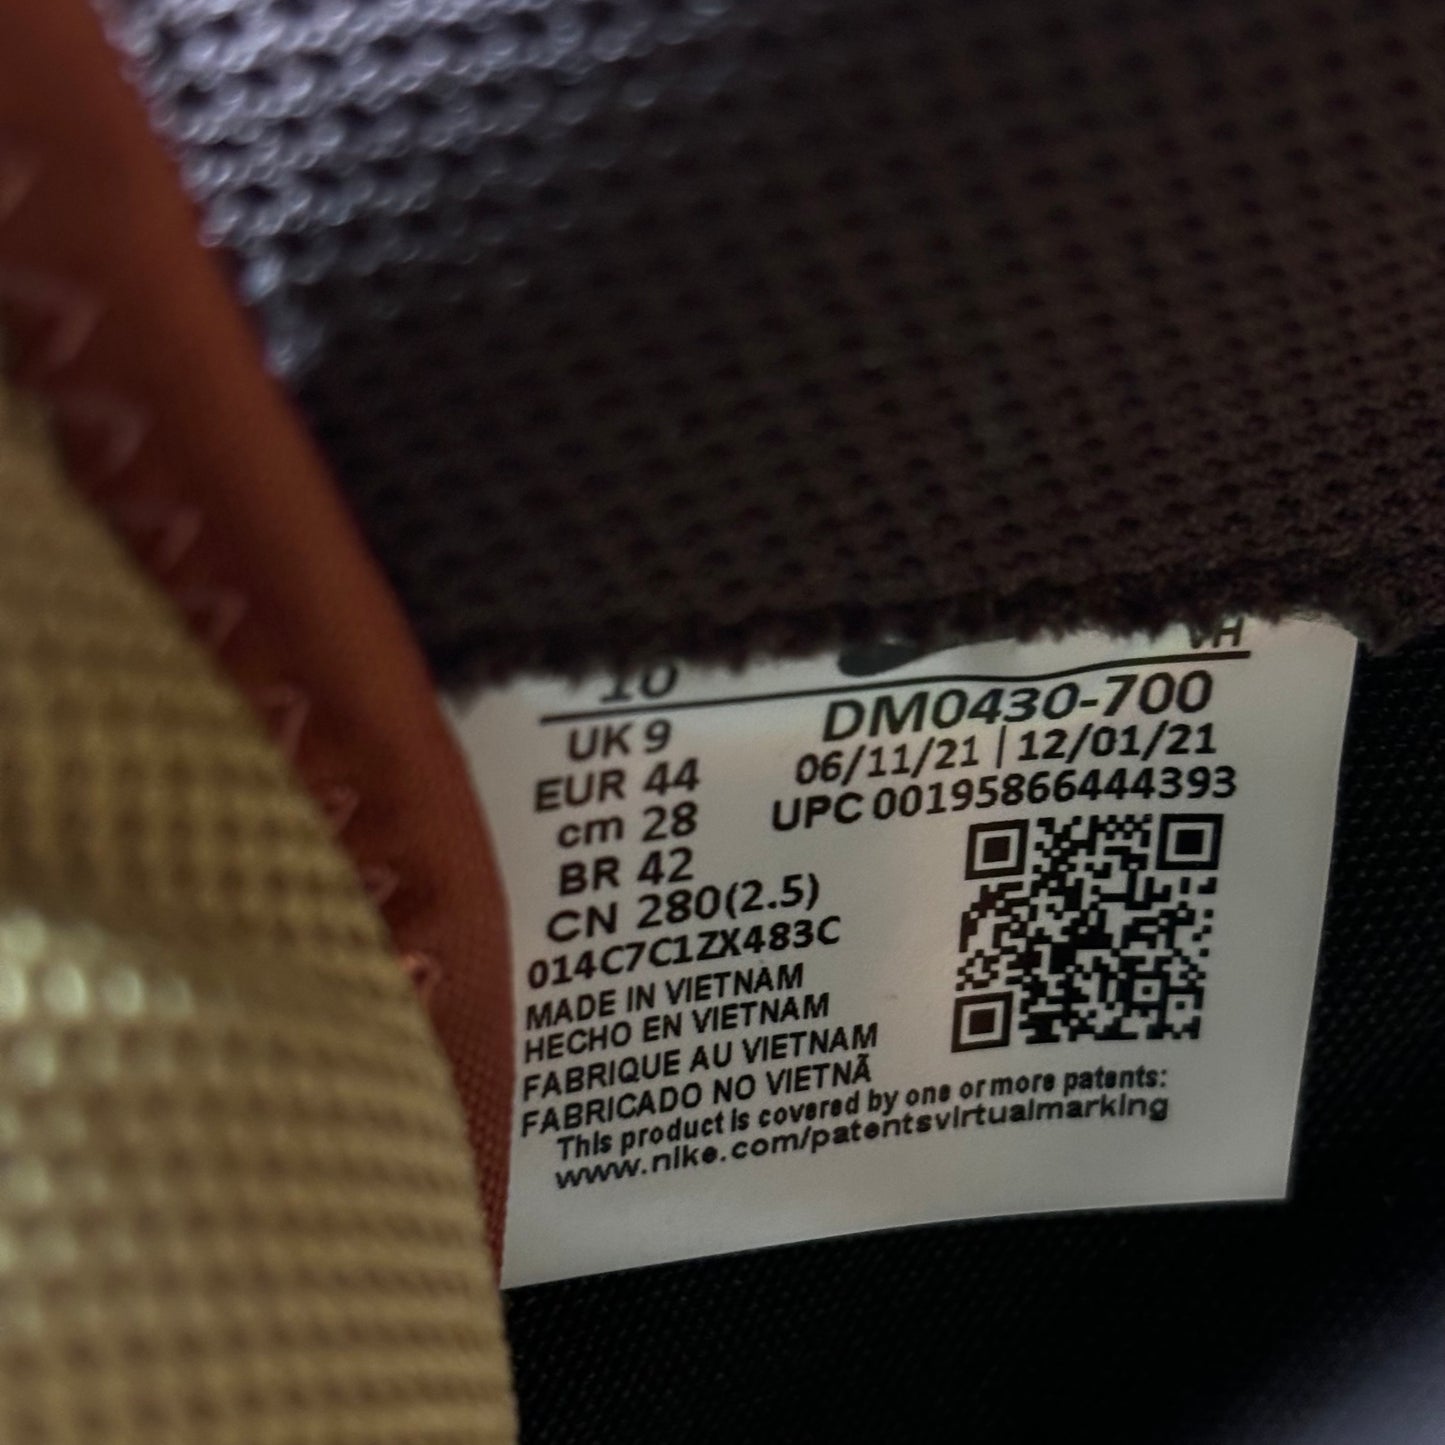 10
VH
UK 9
EUR 44
cm 28
BR 42
CN 280(2.5)
DM0430-700
06/11/21 | 12/01/21
UPC 00195866444393
014C7C1ZX483C
MADE IN VIETNAM
HECHO EN VIETNAM
FABRIQUE AU VIETNAM
FABRICADO NO VIETNÃ
This product is covered by one or more patents:
www.nike.com/patentsvirtualmarking